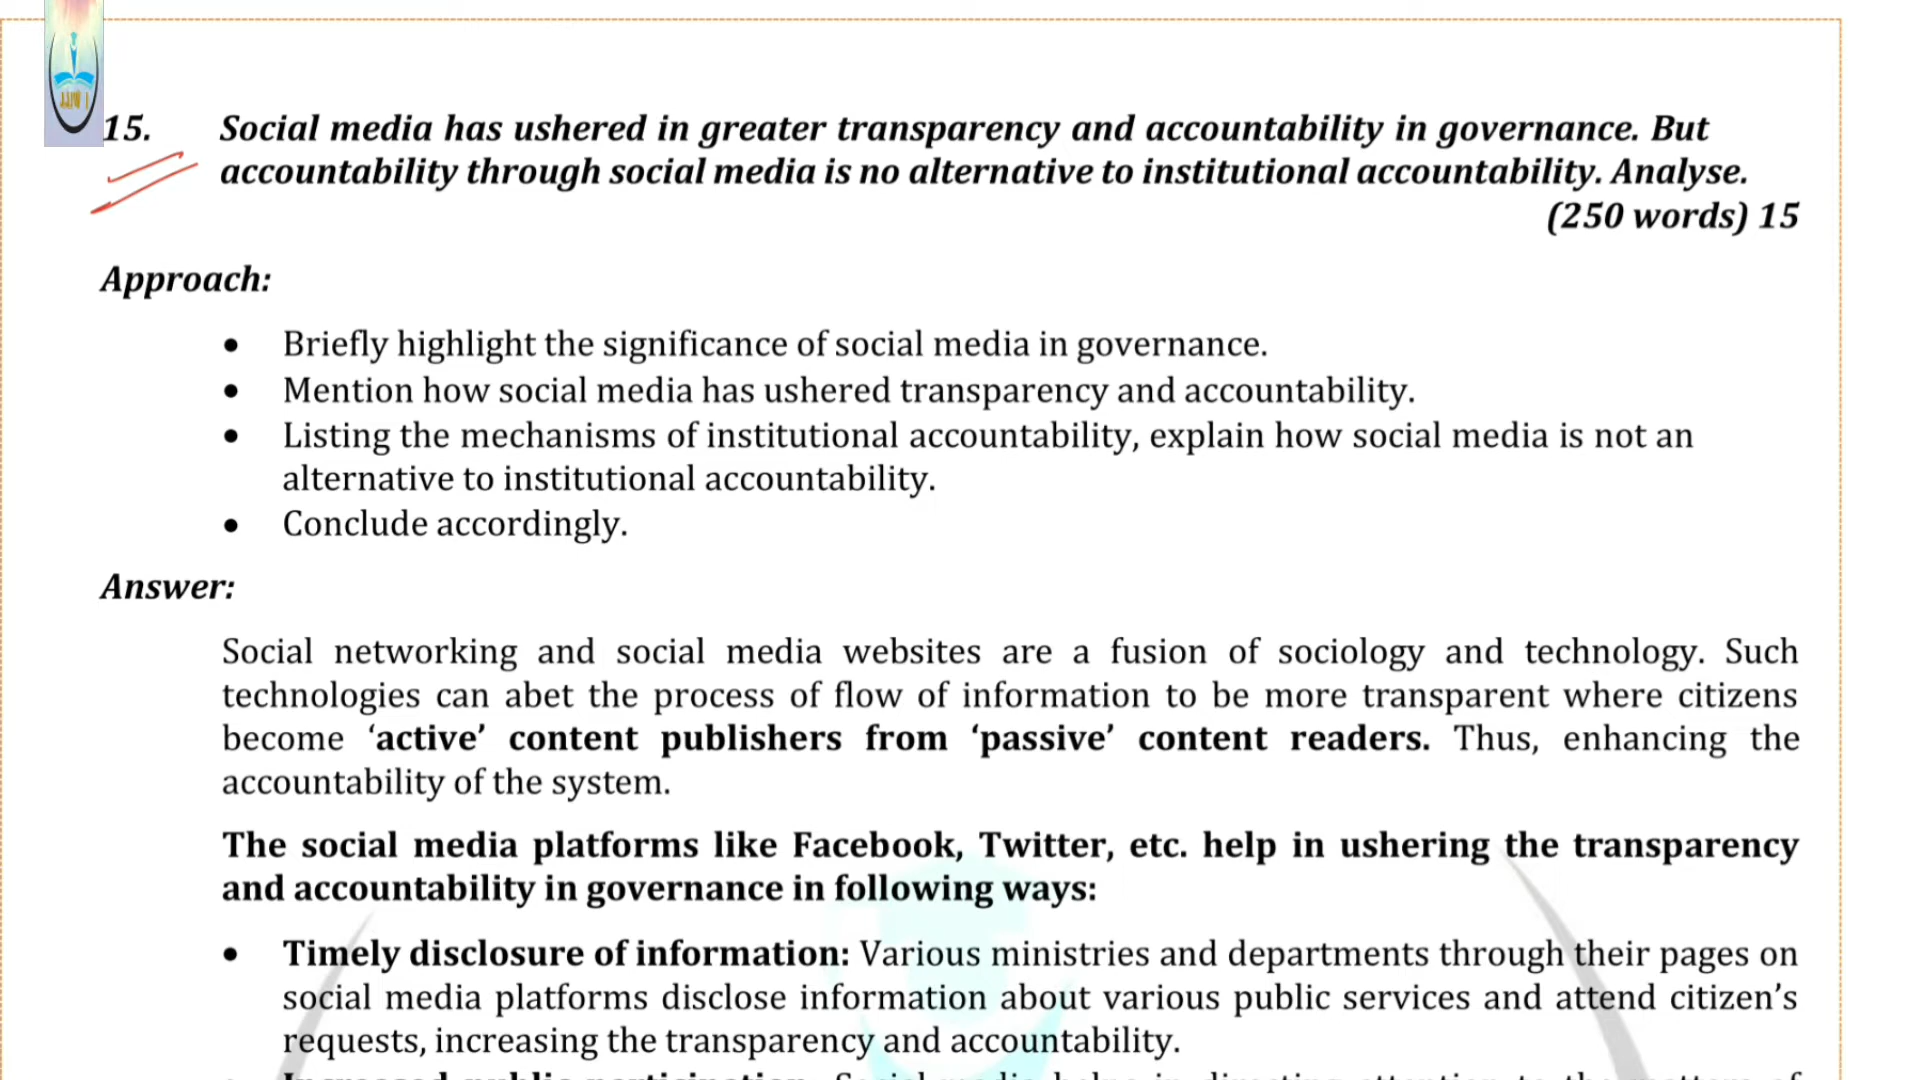 15. Social media has ushered in greater transparency and accountability in governance. But
accountability through social media is no alternative to institutional accountability. Analyse.
(250 words) 15
Approach:
• Briefly highlight the significance of social media in governance.
• Mention how social media has ushered transparency and accountability.
• Listing the mechanisms of institutional accountability, explain how social media is not an
alternative to institutional accountability.
• Conclude accordingly.
Answer:
Social networking and social media websites are a fusion of sociology and technology. Such
technologies can abet the process of flow of information to be more transparent where citizens
become ‘active’ content publishers from ‘passive’ content readers. Thus, enhancing the
accountability of the system.
The social media platforms like Facebook, Twitter, etc. help in ushering the transparency
and accountability in governance in following ways:
• Timely disclosure of information: Various ministries and departments through their pages on
social media platforms disclose information about various public services and attend citizen’s
requests, increasing the transparency and accountability.